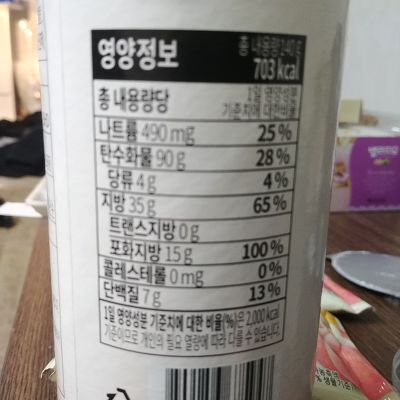 영양정보
총 내용량 140 g
703 kcal
총 내용량당
1일 영양성분
기준치에 대한 비율
나트륨 490 mg 25 %
탄수화물 90 g 28 %
당류 4 g 4 %
지방 35 g 65 %
트랜스지방 0 g
포화지방 15 g 100 %
콜레스테롤 0 mg 0 %
단백질 7 g 13 %
1일 영양성분 기준치에 대한 비율(%)은 2,000 kcal
기준이므로 개인의 필요 열량에 따라 다를 수 있습니다.